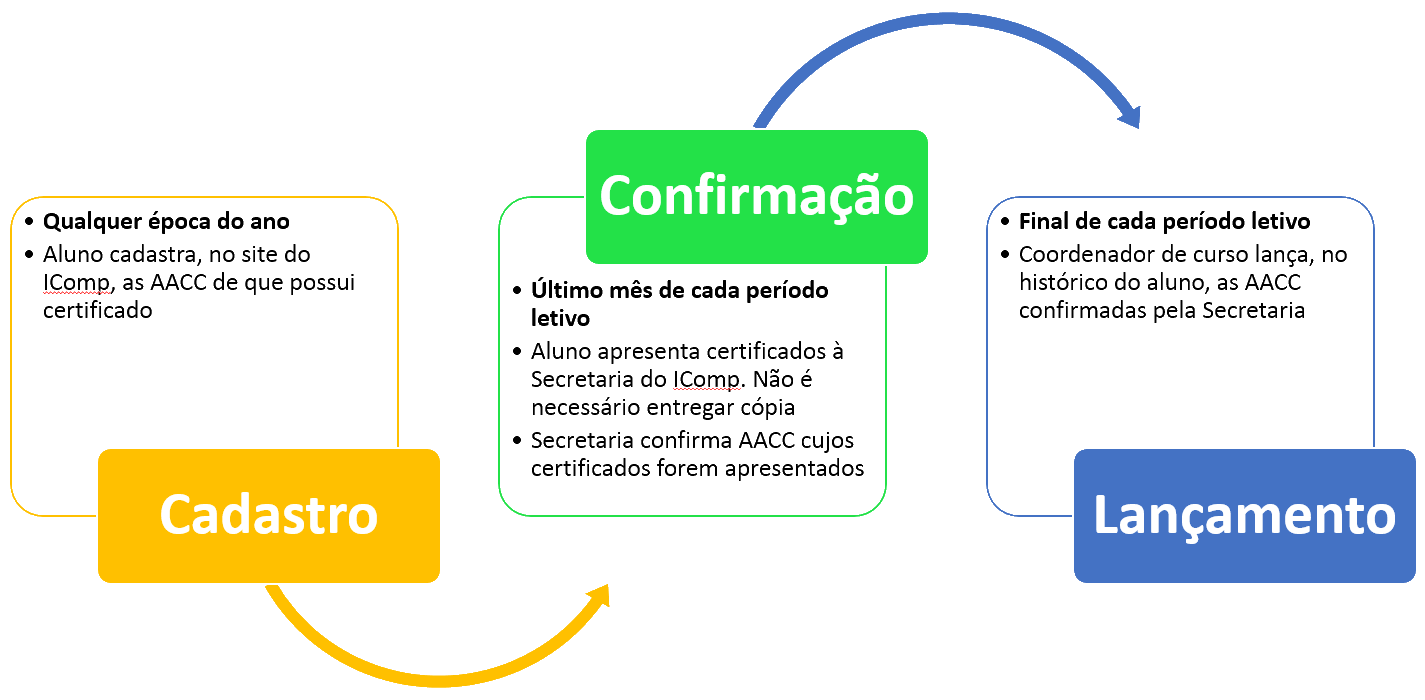 • Qualquer época do ano
• Aluno cadastra, no site do
IComp, as AACC de que possui
certificado
Cadastro
Confirmação
• Último mês de cada período
letivo
• Aluno apresenta certificados à
Secretaria do IComp. Não é
necessário entregar cópia
• Secretaria confirma AACC cujos
certificados forem apresentados
• Final de cada período letivo
• Coordenador de curso lança, no
histórico do aluno, as AACC
confirmadas pela Secretaria
Lançamento